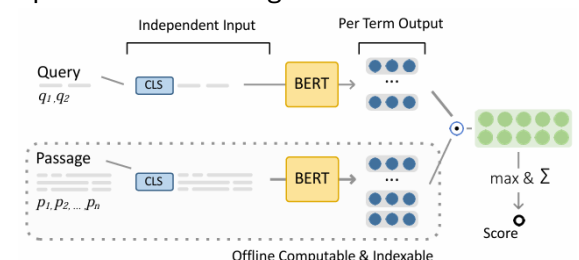 Independent Input
Per Term Output
Query
q1,q2
CLS
BERT
...
Passage
p1, p2, ... ,pn
CLS
BERT
...
max & Σ
Score
Offline Computable & Indexable